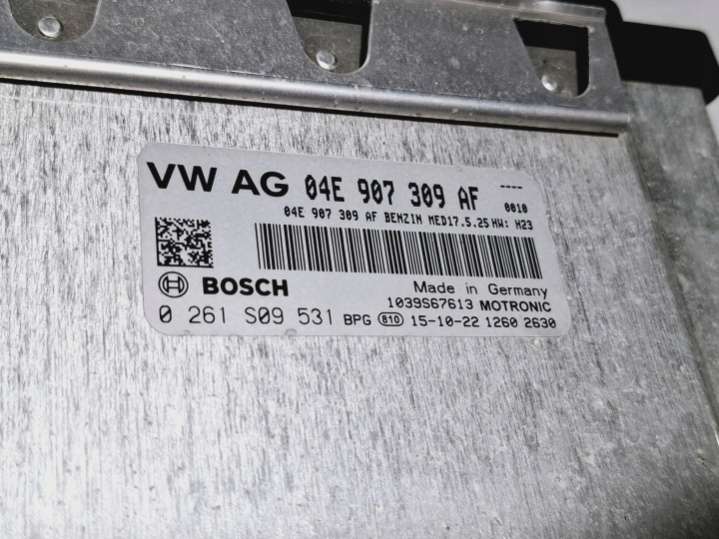 VW AG 04E 907 309 AF ----
0010
04E 907 309 AF BENZIN MED17.5.25 HW: H23
BOSCH
Made in Germany
1039S67613 MOTRONIC
0 261 S09 531 BPG 810 15-10-22 1260 2630